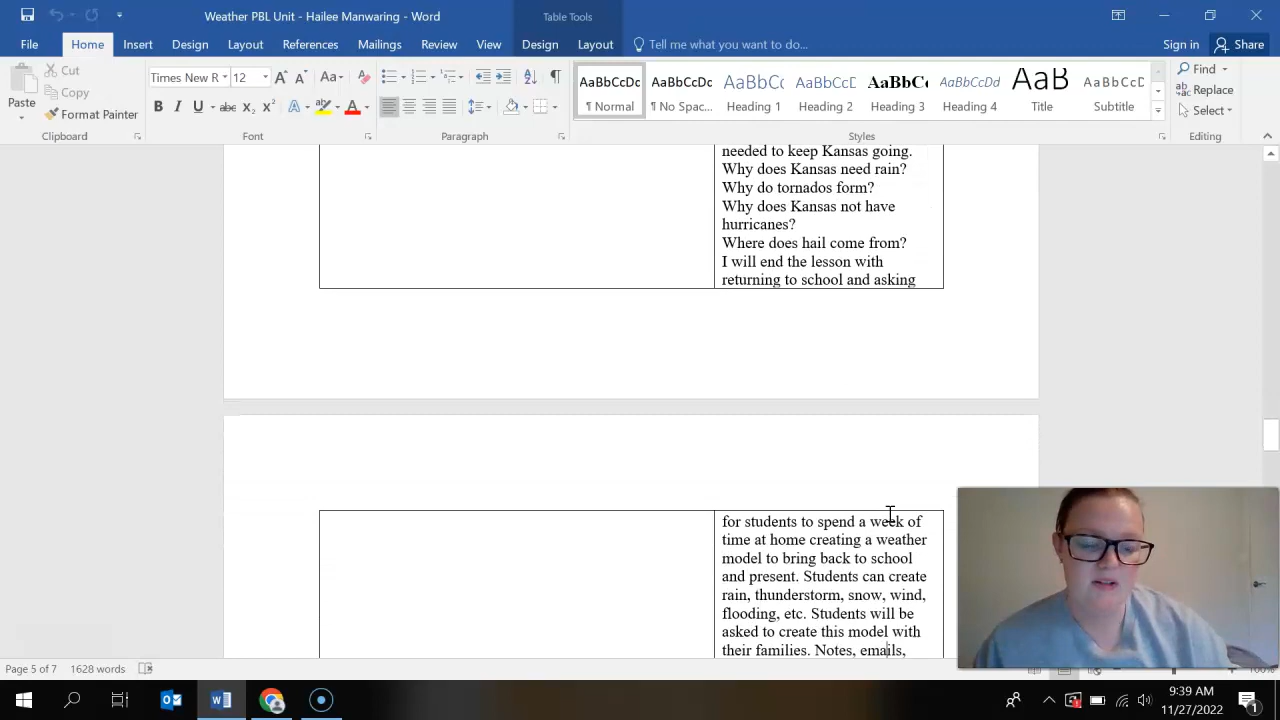 Weather PBL Unit - Hailee Manwaring - Word
Table Tools
File
Home
Insert
Design
Layout
References
Mailings
Review
View
Design
Layout
Tell me what you want to do...
Sign in
Share
Paste
Cut
Copy
Format Painter
Clipboard
Times New R
12
Font
Paragraph
AaBbCcDc
¶ Normal
AaBbCcDc
¶ No Spac...
AaBbC
Heading 1
AaBbCcD
Heading 2
AaBbC
Heading 3
AaBbCcDd
Heading 4
AaB
Title
AaBbCcD
Subtitle
Styles
Find
Replace
Select
Editing
needed to keep Kansas going.
Why does Kansas need rain?
Why do tornados form?
Why does Kansas not have
hurricanes?
Where does hail come from?
I will end the lesson with
returning to school and asking
for students to spend a week of
time at home creating a weather
model to bring back to school
and present. Students can create
rain, thunderstorm, snow, wind,
flooding, etc. Students will be
asked to create this model with
their families. Notes, emails,
Page 5 of 7
1628 words
100%
9:39 AM
11/27/2022